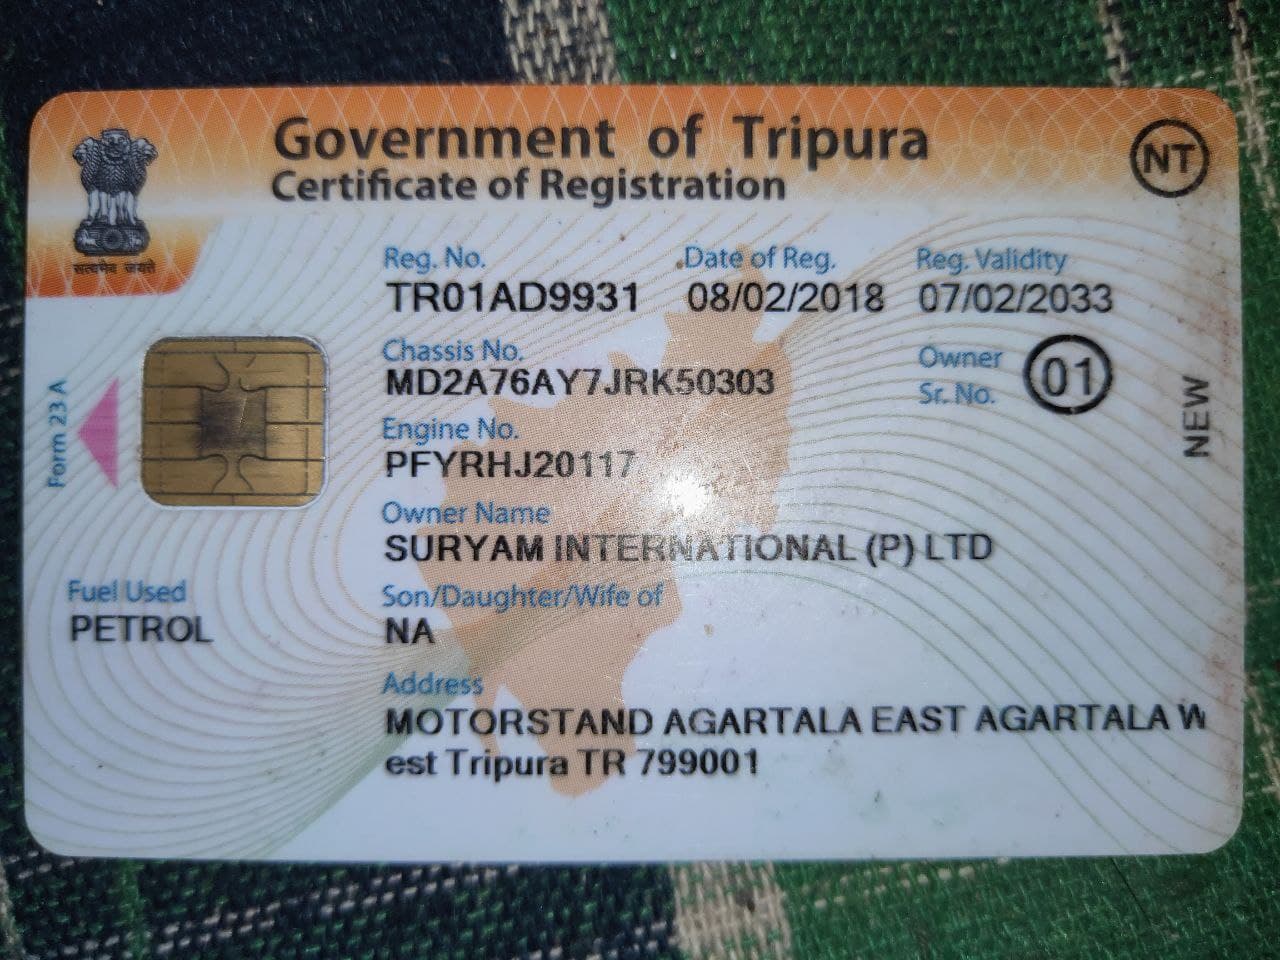 Government of Tripura
Certificate of Registration
NT
सत्यमेव जयते
Reg. No.
Date of Reg.
Reg. Validity
TR01AD9931
08/02/2018
07/02/2033
Chassis No.
MD2A76AY7JRK50303
Owner
Sr. No.
01
NEW
Form 23 A
Engine No.
PFYRHJ20117
Owner Name
SURYAM INTERNATIONAL (P) LTD
Fuel Used
PETROL
Son/Daughter/Wife of
NA
Address
MOTORSTAND AGARTALA EAST AGARTALA W
est Tripura TR 799001